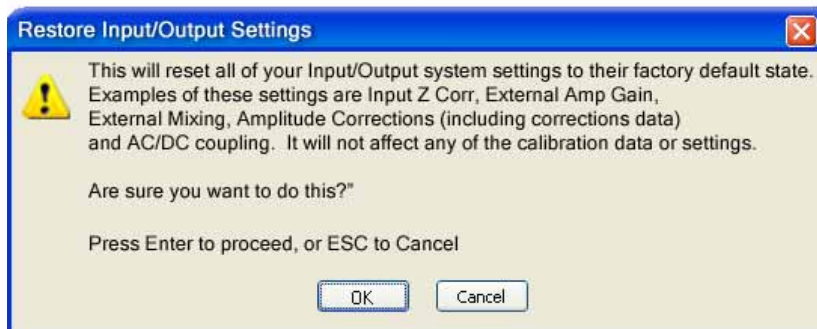 Restore Input/Output Settings
This will reset all of your Input/Output system settings to their factory default state.
Examples of these settings are Input Z Corr, External Amp Gain,
External Mixing, Amplitude Corrections (including corrections data)
and AC/DC coupling.  It will not affect any of the calibration data or settings.
Are sure you want to do this?"
Press Enter to proceed, or ESC to Cancel
OK
Cancel